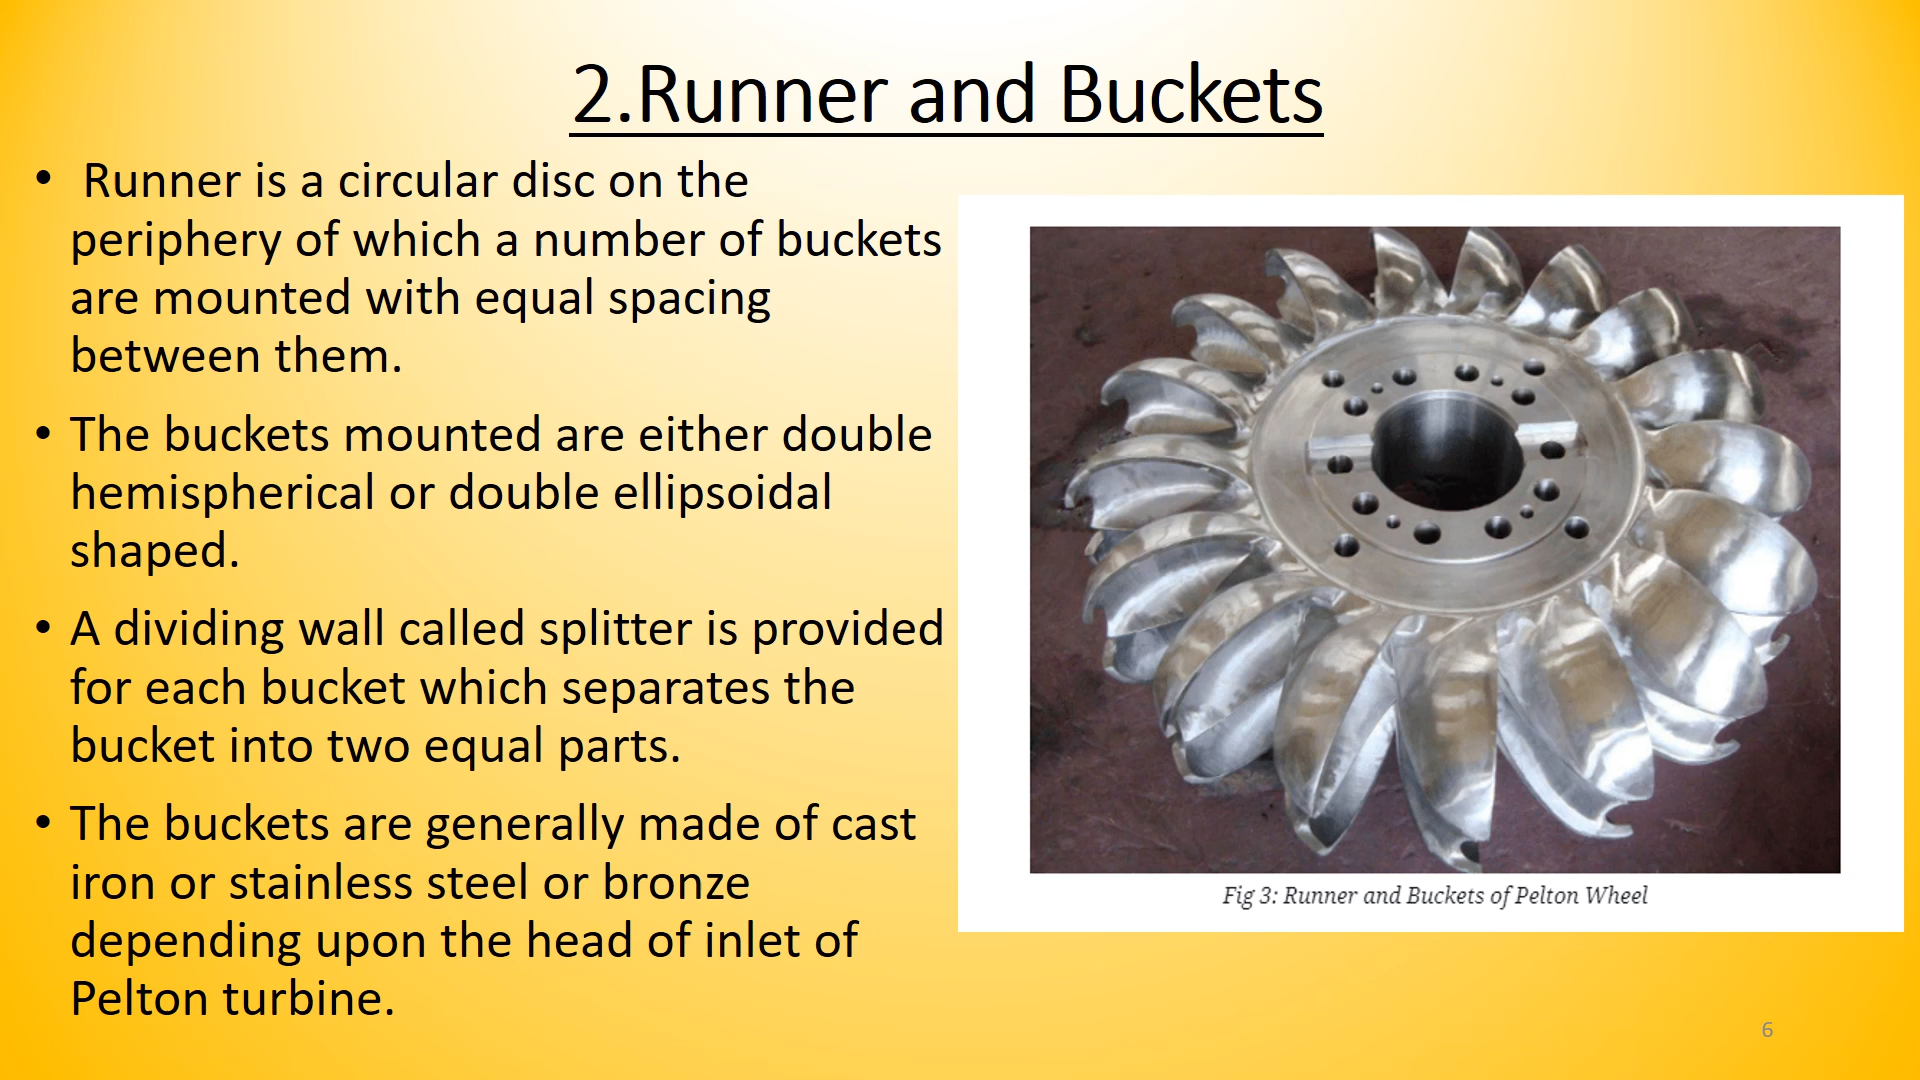 2.Runner and Buckets
• Runner is a circular disc on the
periphery of which a number of buckets
are mounted with equal spacing
between them.
• The buckets mounted are either double
hemispherical or double ellipsoidal
shaped.
• A dividing wall called splitter is provided
for each bucket which separates the
bucket into two equal parts.
• The buckets are generally made of cast
iron or stainless steel or bronze
depending upon the head of inlet of
Pelton turbine.
Fig 3: Runner and Buckets of Pelton Wheel
6